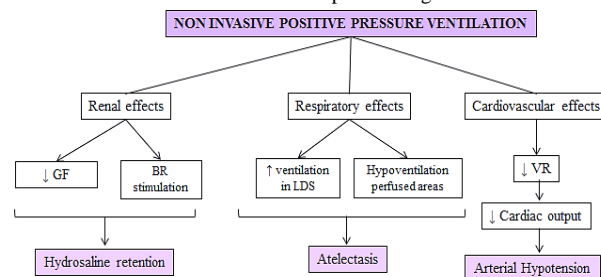 NON INVASIVE POSITIVE PRESSURE VENTILATION
Renal effects
Respiratory effects
Cardiovascular effects
↓ GF
BR
stimulation
↑ ventilation
in LDS
Hypoventilation
perfused areas
↓ VR
↓ Cardiac output
Hydrosaline retention
Atelectasis
Arterial Hypotension